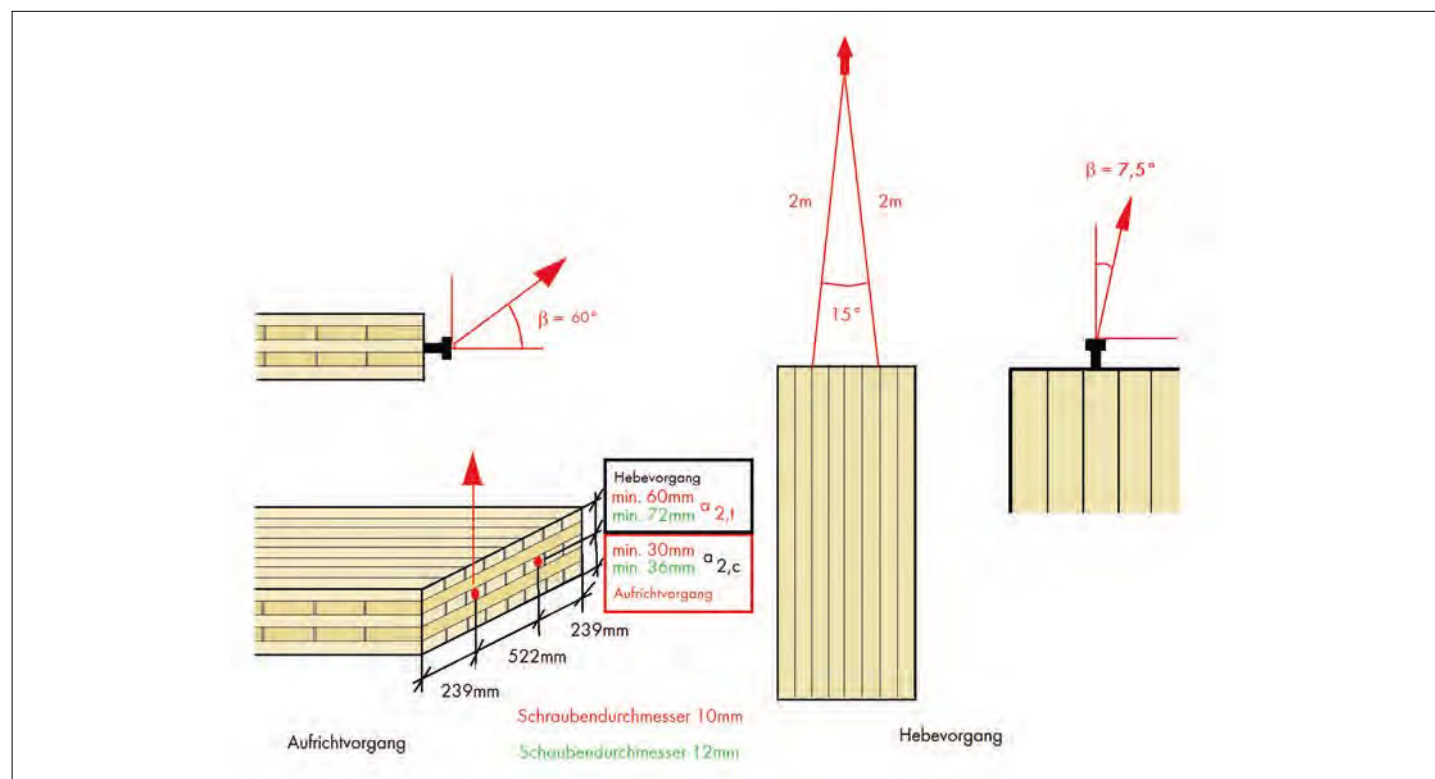 2m
2m
15°
β = 7,5°
β = 60°
Hebevorgang
min. 60mm
min. 72mm
a 2,t
min. 30mm
min. 36mm
a 2,c
Aufrichtvorgang
239mm
522mm
239mm
Schraubendurchmesser 10mm
Schaubendurchmesser 12mm
Aufrichtvorgang
Hebevorgang